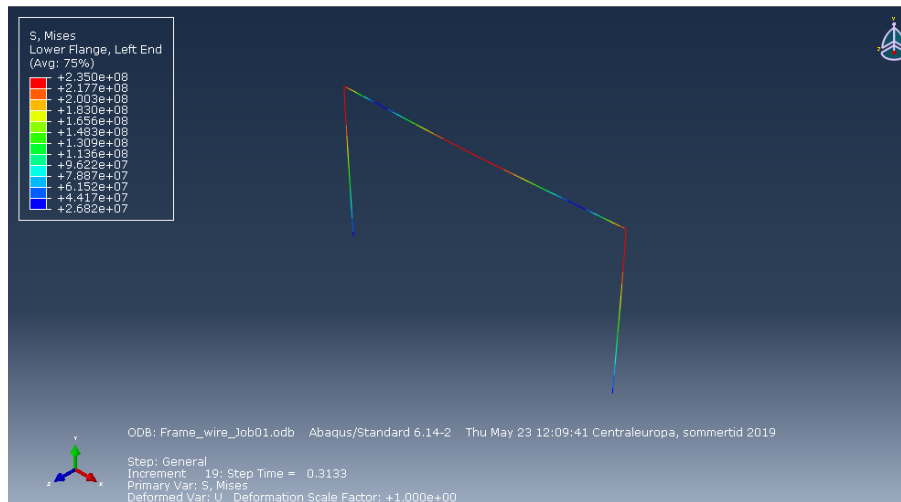 S, Mises
Lower Flange, Left End
(Avg: 75%)
+2.350e+08
+2.177e+08
+2.003e+08
+1.830e+08
+1.656e+08
+1.483e+08
+1.309e+08
+1.136e+08
+9.622e+07
+7.887e+07
+6.152e+07
+4.417e+07
+2.682e+07
Y
Z
ODB: Frame_wire_Job01.odb Abaqus/Standard 6.14-2 Thu May 23 12:09:41 Centraleuropa, sommertid 2019
Y
Z
X
Step: General
Increment 19: Step Time = 0.3133
Primary Var: S, Mises
Deformed Var: U Deformation Scale Factor: +1.000e+00